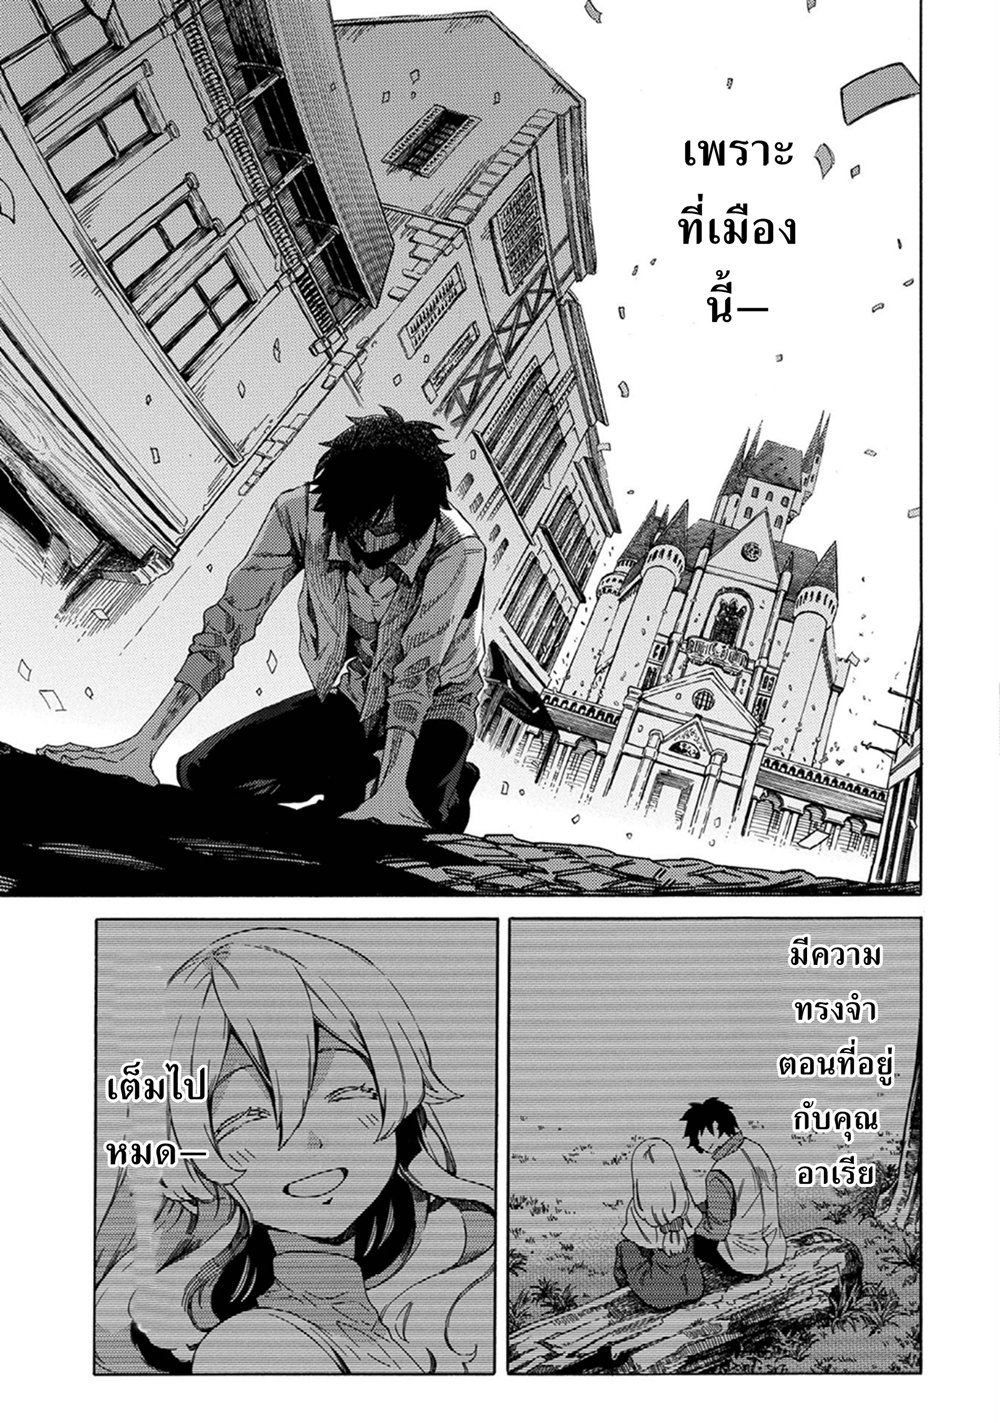 เพราะ
ที่เมือง
นี้—
มีความ
ทรงจำ
ตอนที่อยู่
กับคุณ
อาเรีย
เต็มไป
หมด—